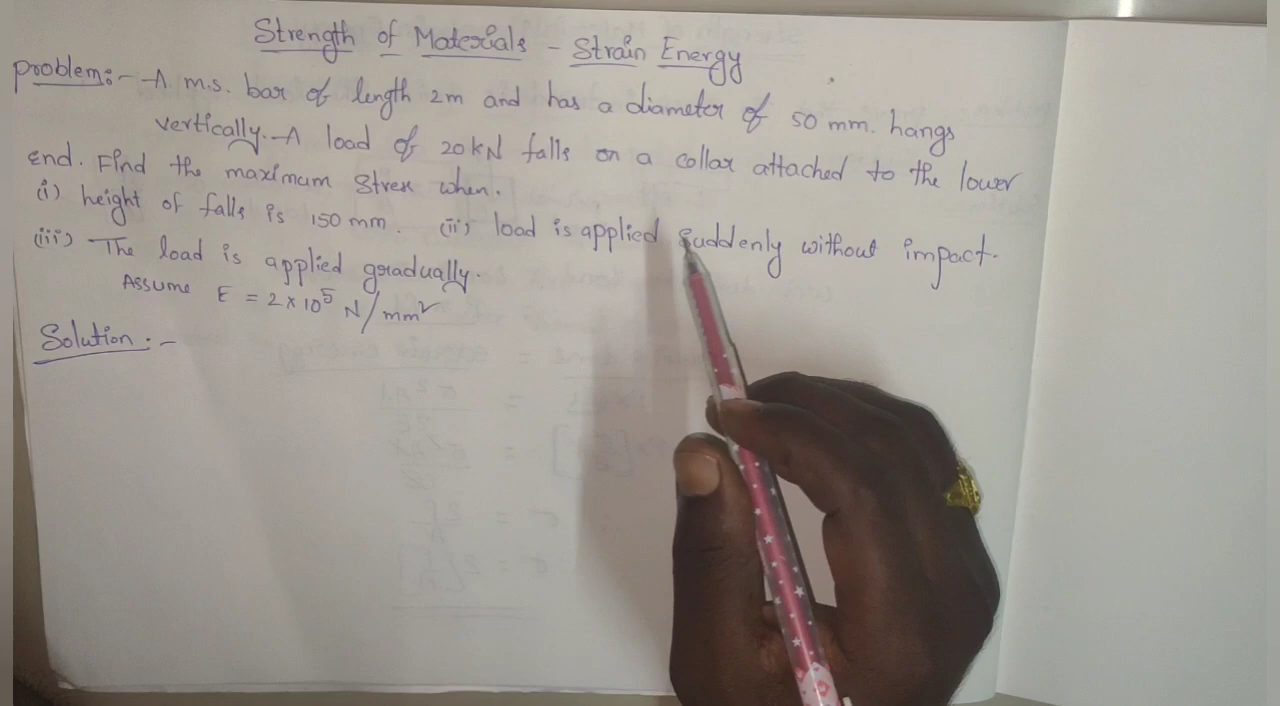 Strength of Materials - Strain Energy
Problem:- A m.s. bar of length 2m and has a diameter of 50 mm. hangs
vertically. A load of 20 kN falls on a collar attached to the lower
end. Find the maximum stress when.
(i) height of falls is 150 mm. (ii) load is applied suddenly without impact.
(iii) The load is applied gradually.
Assume E = 2 × 10⁵ N/mm²
Solution :-